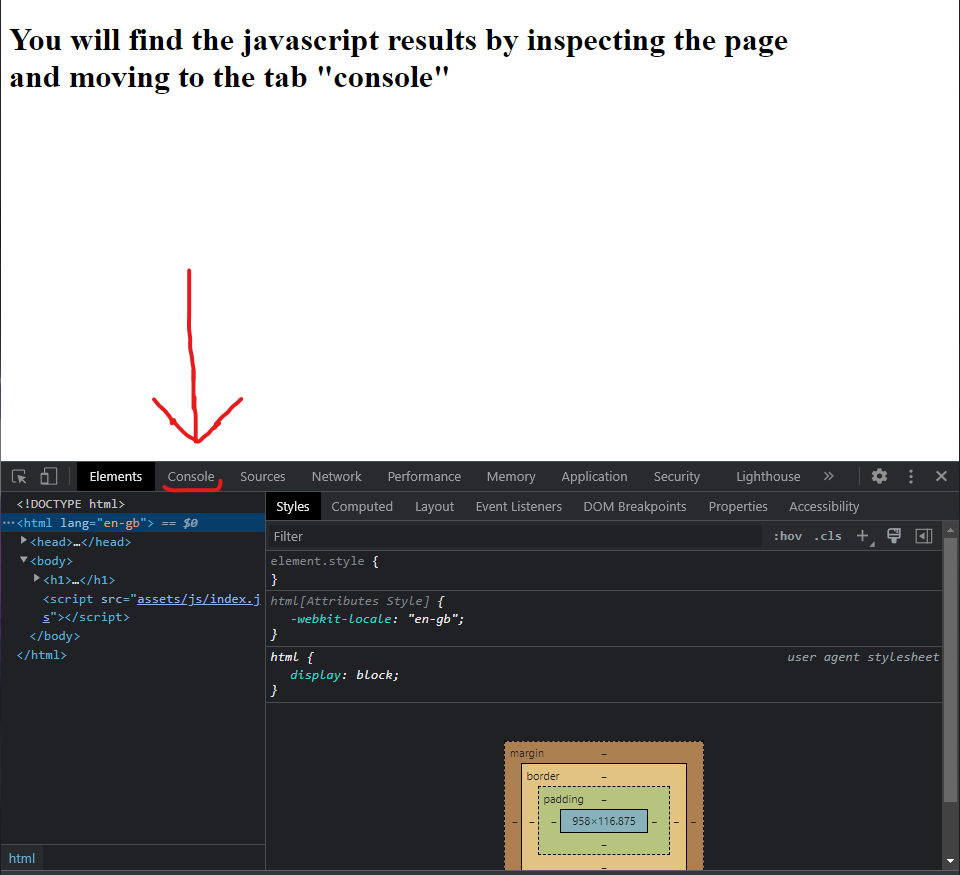 You will find the javascript results by inspecting the page
and moving to the tab "console"
Elements Console Sources Network Performance Memory Application Security Lighthouse »
<!DOCTYPE html>
Styles Computed Layout Event Listeners DOM Breakpoints Properties Accessibility
···<html lang="en-gb"> == $0
<head>…</head>
<body>
<h1>…</h1>
<script src="assets/js/index.j
s"></script>
</body>
</html>
Filter :hov .cls +
element.style {
}
html[Attributes Style] {
-webkit-locale: "en-gb";
}
html { user agent stylesheet
display: block;
}
margin –
border –
padding –
– – – 958×116.875 – – –
–
–
html